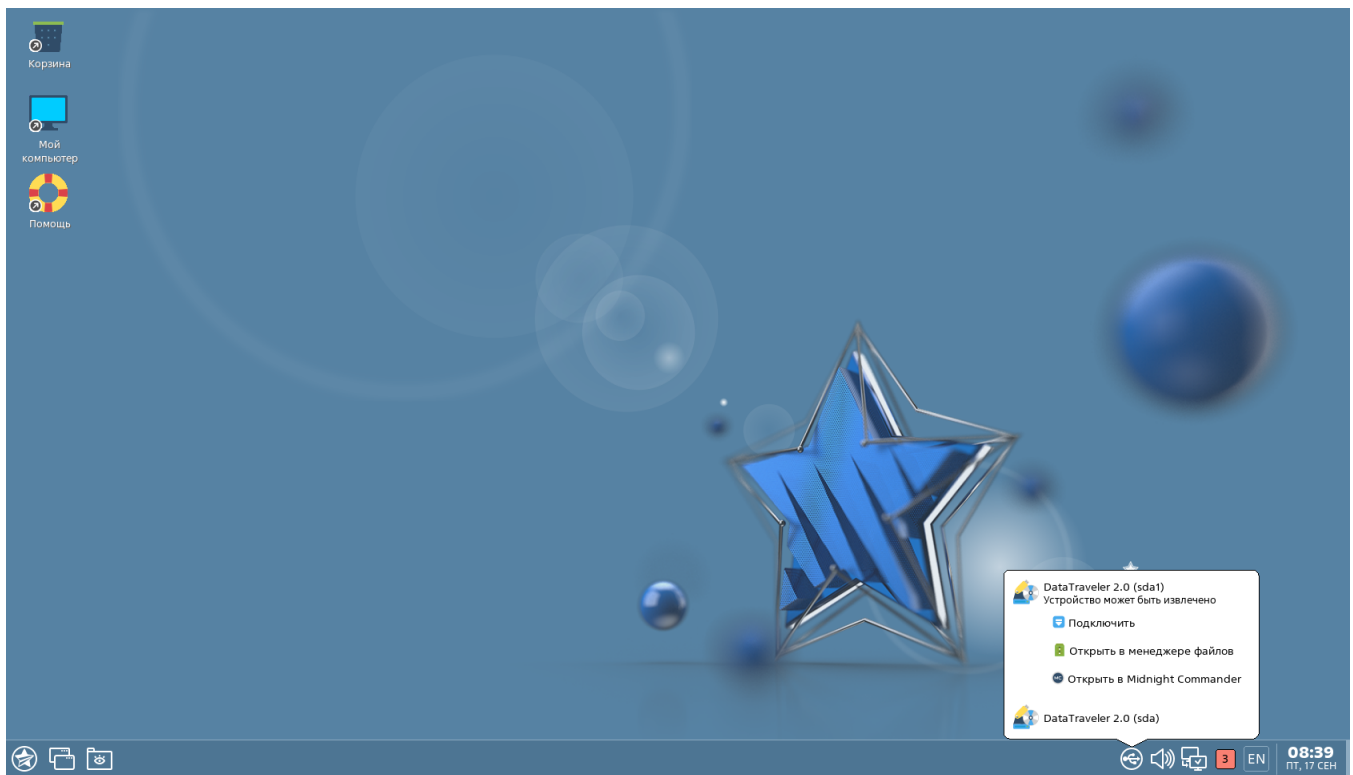 Корзина
Мой
компьютер
Помощь
DataTraveler 2.0 (sda1)
Устройство может быть извлечено
Подключить
Открыть в менеджере файлов
MC Открыть в Midnight Commander
DataTraveler 2.0 (sda)
3
EN
08:39
ПТ, 17 СЕН